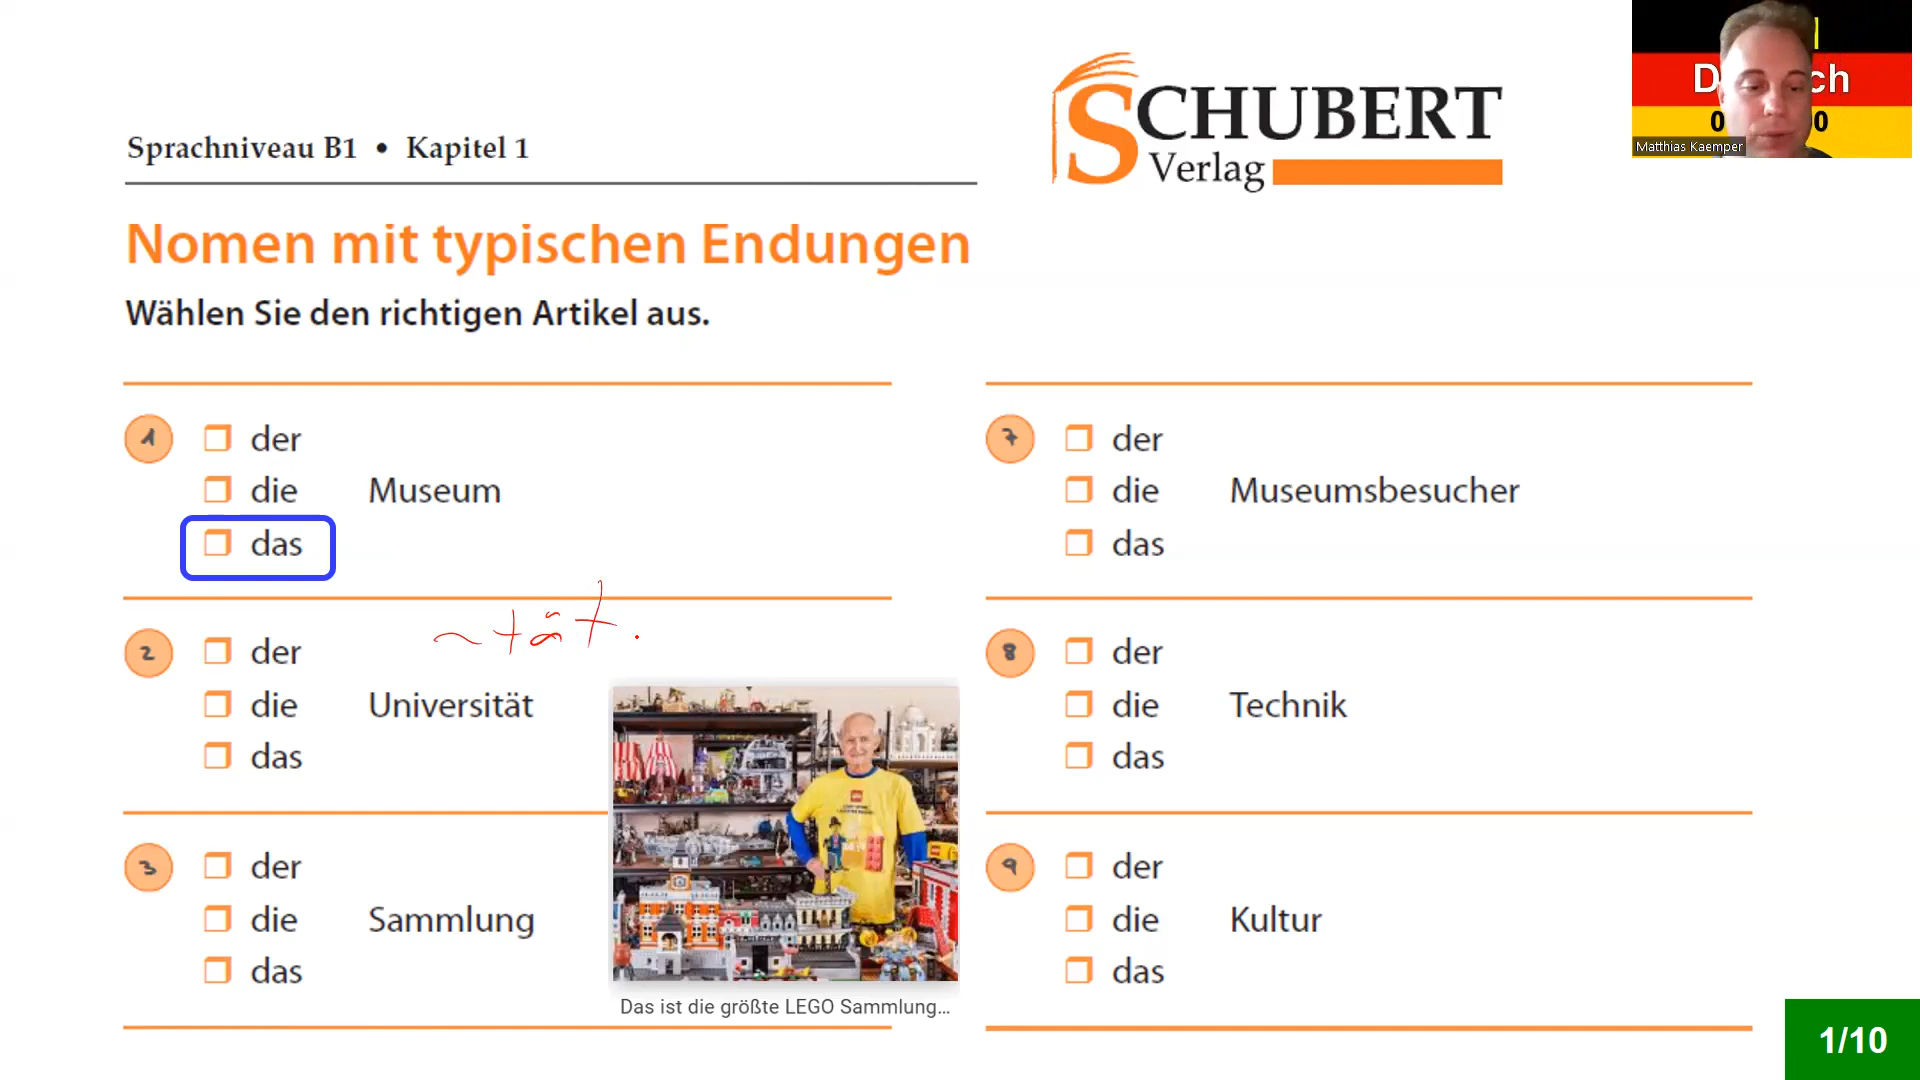 SCHUBERT
Verlag
Matthias Kaemper
Sprachniveau B1 • Kapitel 1
Nomen mit typischen Endungen
Wählen Sie den richtigen Artikel aus.
1
der
die Museum
das
~tät.
2
der
die Universität
das
3
der
die Sammlung
das
LEGO
Das ist die größte LEGO Sammlung...
7
der
die Museumsbesucher
das
8
der
die Technik
das
9
der
die Kultur
das
1/10